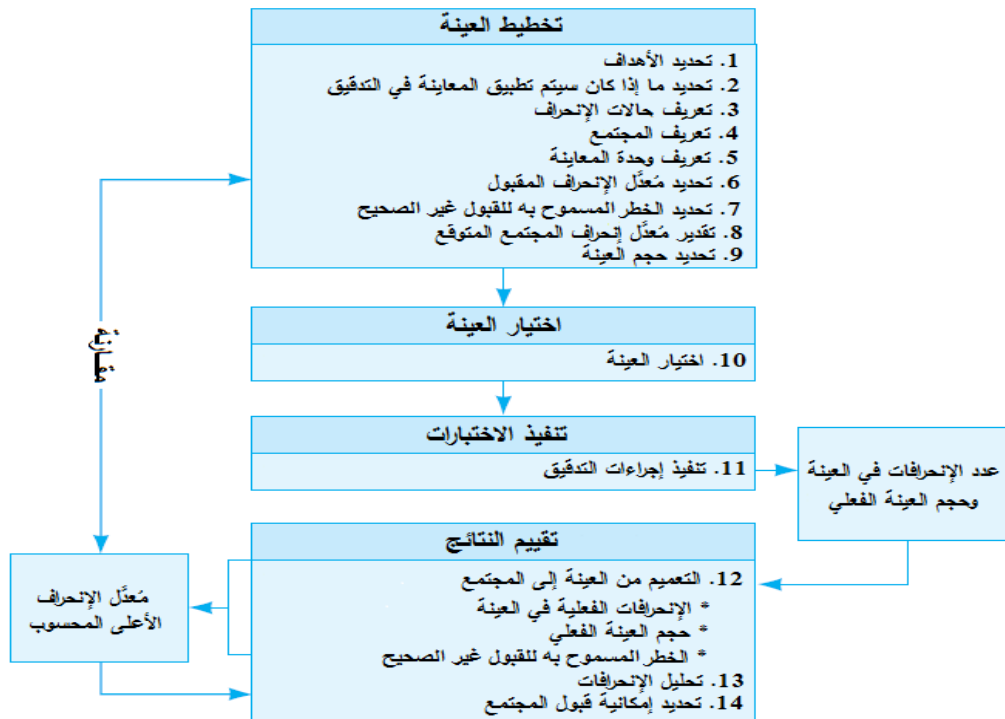 تخطيط العينة
1. تحديد الأهداف
2. تحديد ما إذا كان سيتم تطبيق المعاينة في التدقيق
3. تعريف حالات الإنحراف
4. تعريف المجتمع
5. تعريف وحدة المعاينة
6. تحديد مُعدَّل الإنحراف المقبول
7. تحديد الخطر المسموح به للقبول غير الصحيح
8. تقدير مُعدَّل إنحراف المجتمع المتوقع
9. تحديد حجم العينة
مقارنة
اختيار العينة
10. اختيار العينة
تنفيذ الاختبارات
11. تنفيذ إجراءات التدقيق
عدد الإنحرافات في العينة
وحجم العينة الفعلي
تقييم النتائج
12. التعميم من العينة إلى المجتمع
* الإنحرافات الفعلية في العينة
* حجم العينة الفعلي
* الخطر المسموح به للقبول غير الصحيح
13. تحليل الإنحرافات
14. تحديد إمكانية قبول المجتمع
مُعدَّل الإنحراف
الأعلى المحسوب